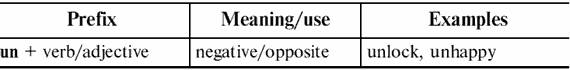 Prefix Meaning/use Examples
un + verb/adjective negative/opposite unlock, unhappy